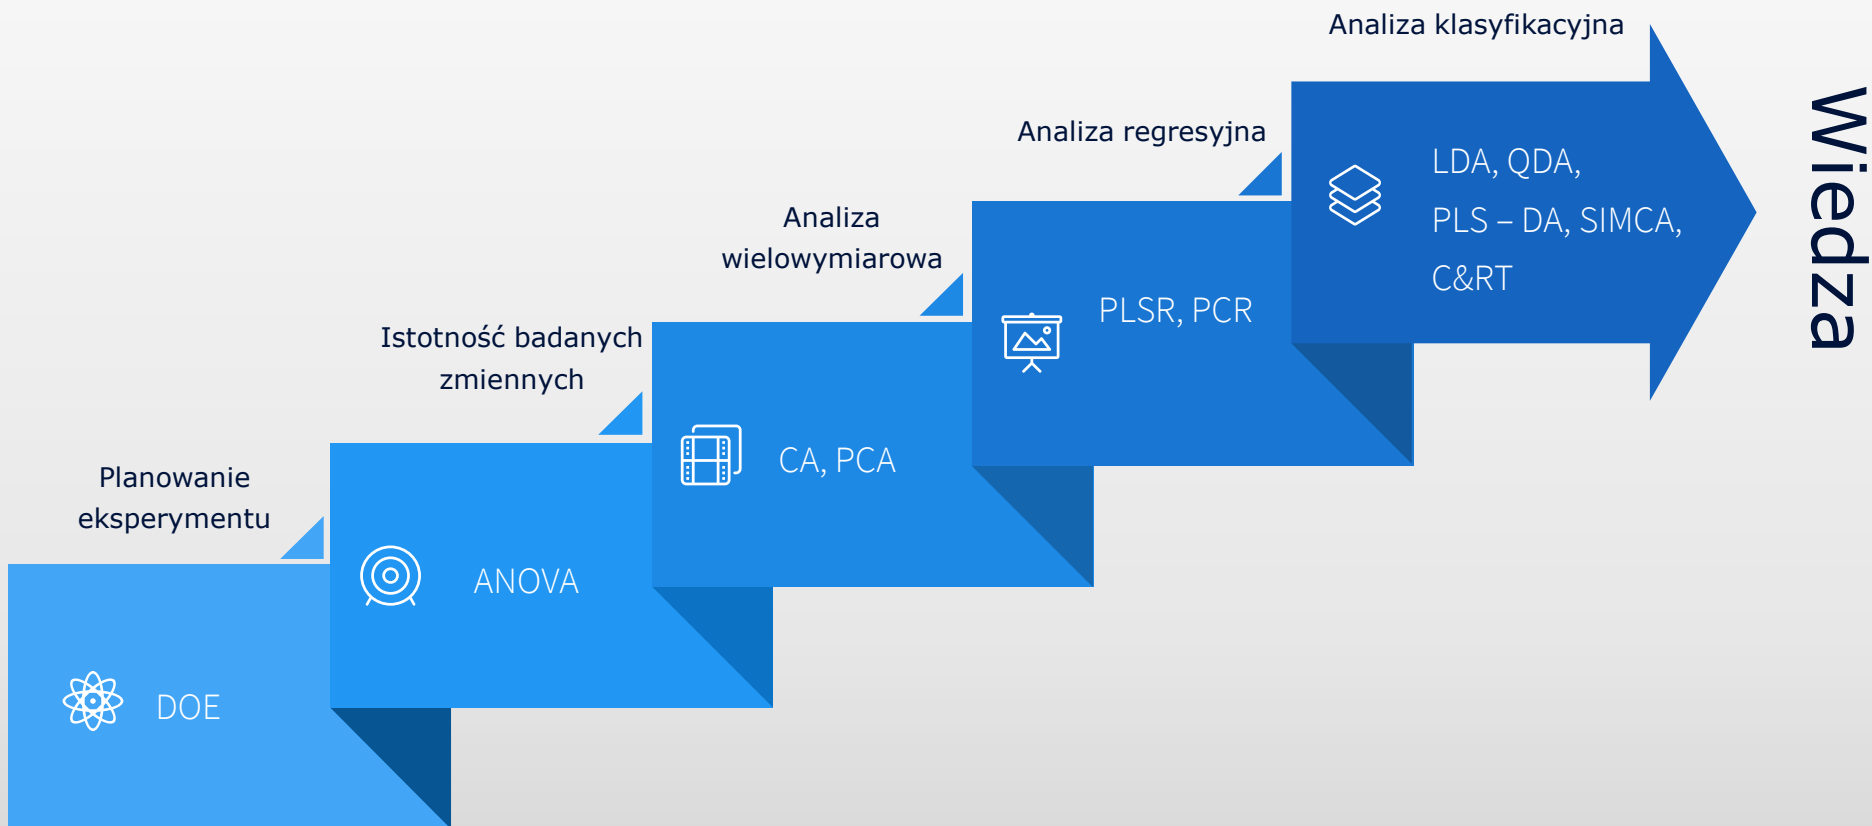 Planowanie
eksperymentu
DOE
Istotność badanych
zmiennych
ANOVA
Analiza
wielowymiarowa
CA, PCA
Analiza regresyjna
PLSR, PCR
Analiza klasyfikacyjna
LDA, QDA,
PLS – DA, SIMCA,
C&RT
Wiedza